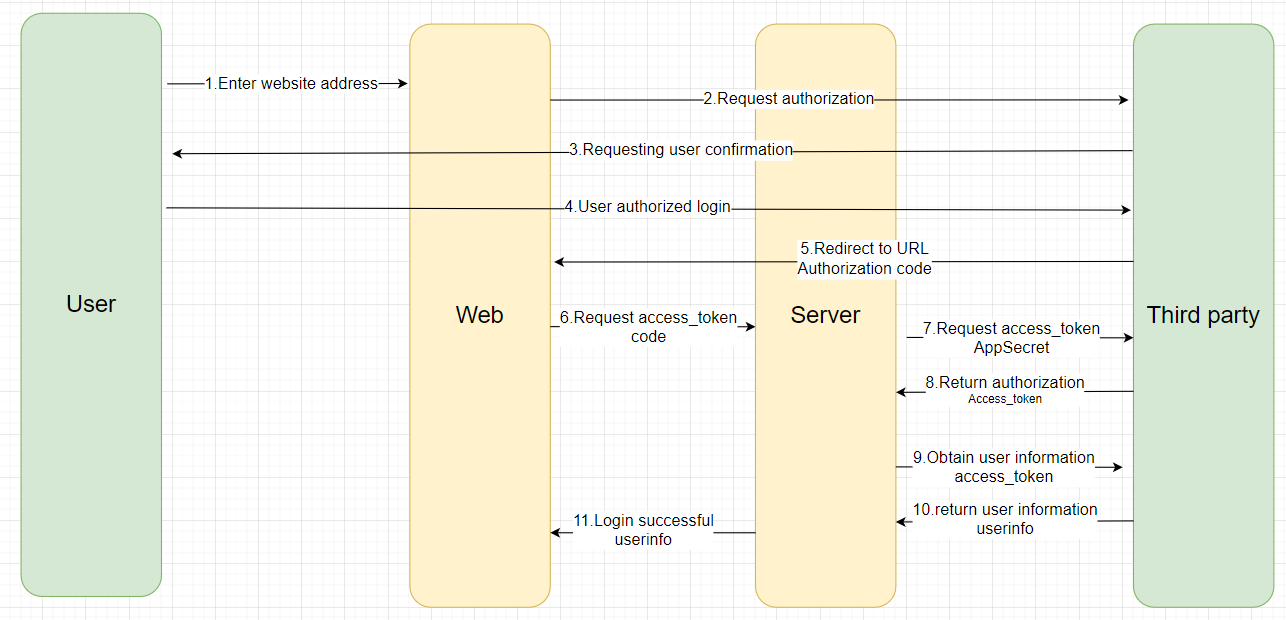 1.Enter website address
2.Request authorization
3.Requesting user confirmation
4.User authorized login
5.Redirect to URL
Authorization code
User
Web
Server
Third party
6.Request access_token
code
7.Request access_token
AppSecret
8.Return authorization
Access_token
9.Obtain user information
access_token
10.return user information
userinfo
11.Login successful
userinfo